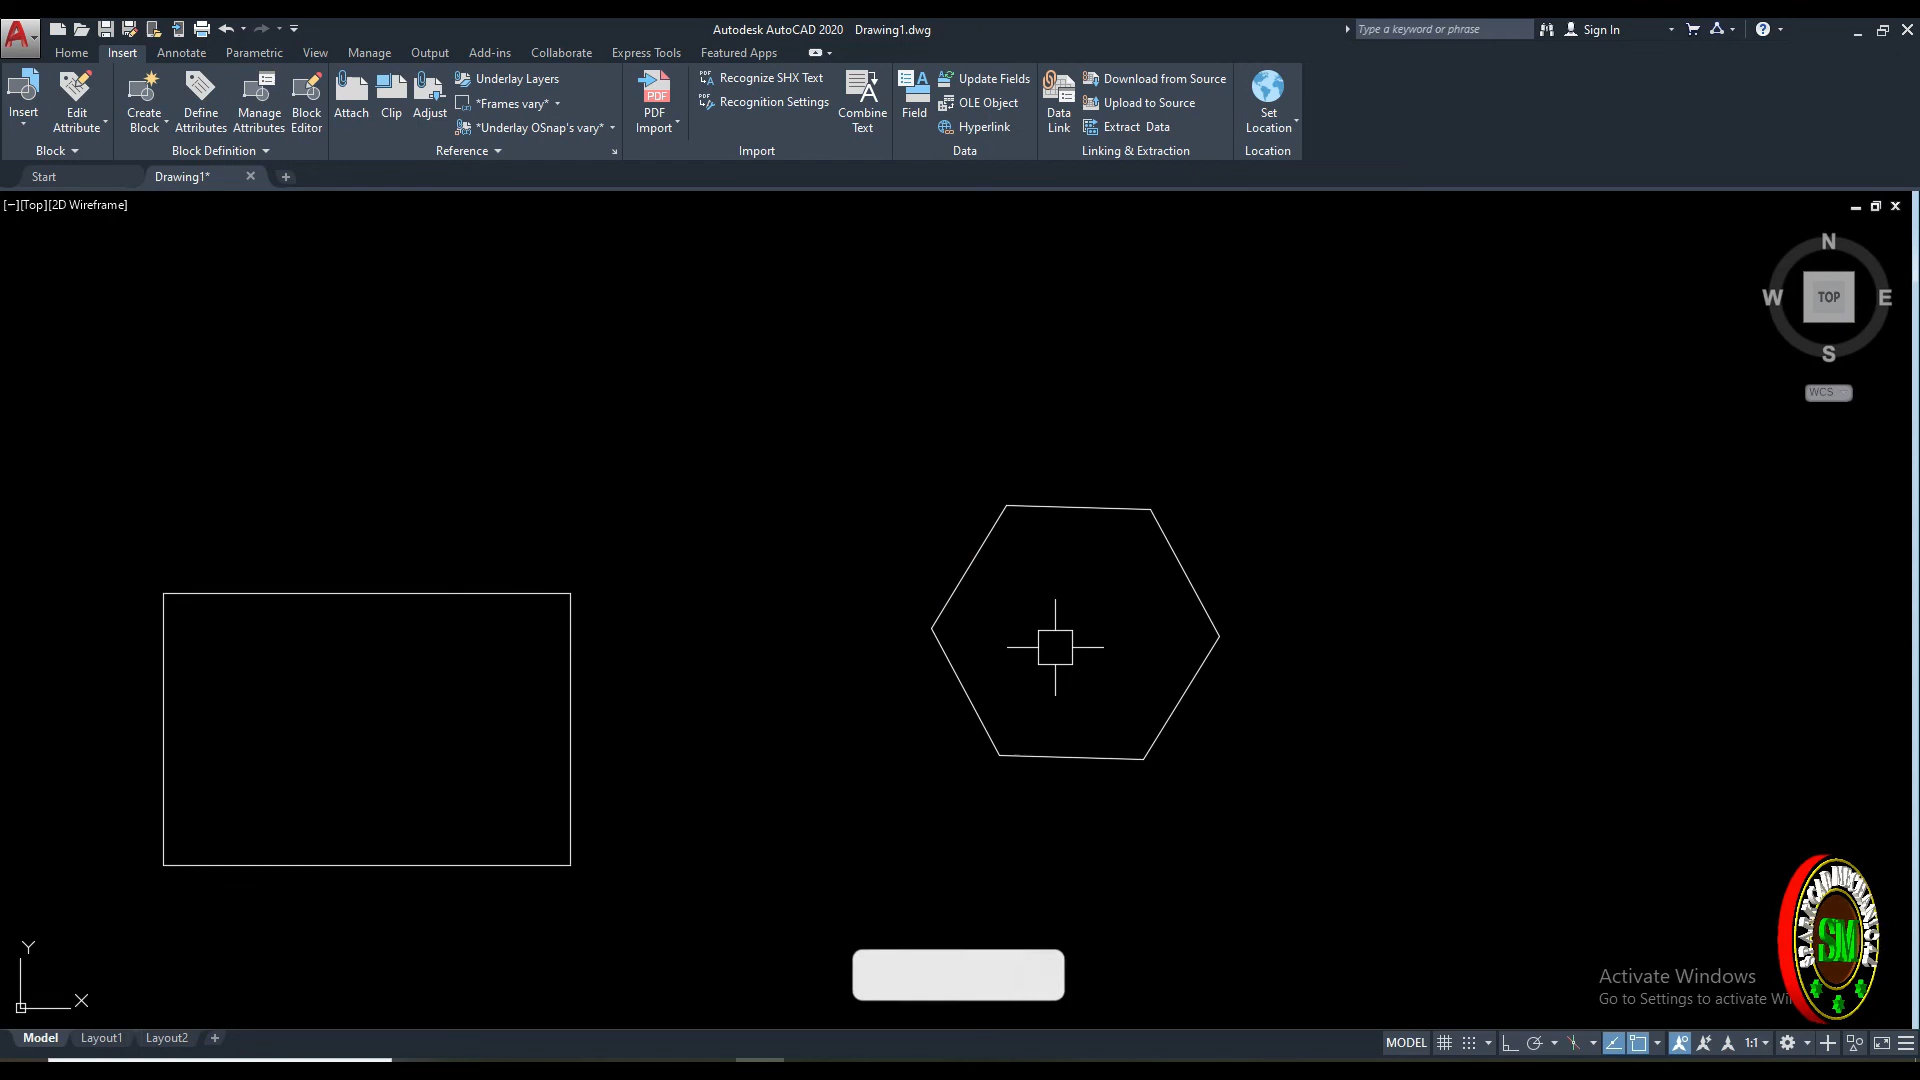 Autodesk AutoCAD 2020 Drawing1.dwg
Type a keyword or phrase
Sign In
Home Insert Annotate Parametric View Manage Output Add-ins Collaborate Express Tools Featured Apps
Insert
Edit Attribute
Create Block
Define Attributes
Manage Attributes
Block Editor
Attach
Clip
Adjust
Underlay Layers
*Frames vary*
*Underlay OSnap's vary*
PDF Import
Recognize SHX Text
Recognition Settings
Combine Text
Field
Update Fields
OLE Object
Hyperlink
Data Link
Download from Source
Upload to Source
Extract Data
Set Location
Block
Block Definition
Reference
Import
Data
Linking & Extraction
Location
Start
Drawing1*
[−][Top][2D Wireframe]
N
W
TOP
E
S
WCS
Y
X
SM
Activate Windows
Go to Settings to activate Wi
Model
Layout1
Layout2
MODEL
1:1